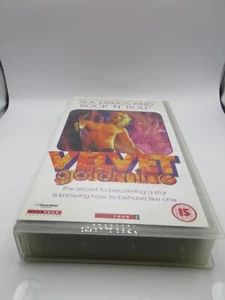 SEX, DRUGS AND
ROCK 'N' ROLL
VELVET
goldmine
the secret to becoming a star
is knowing how to behave like one
15